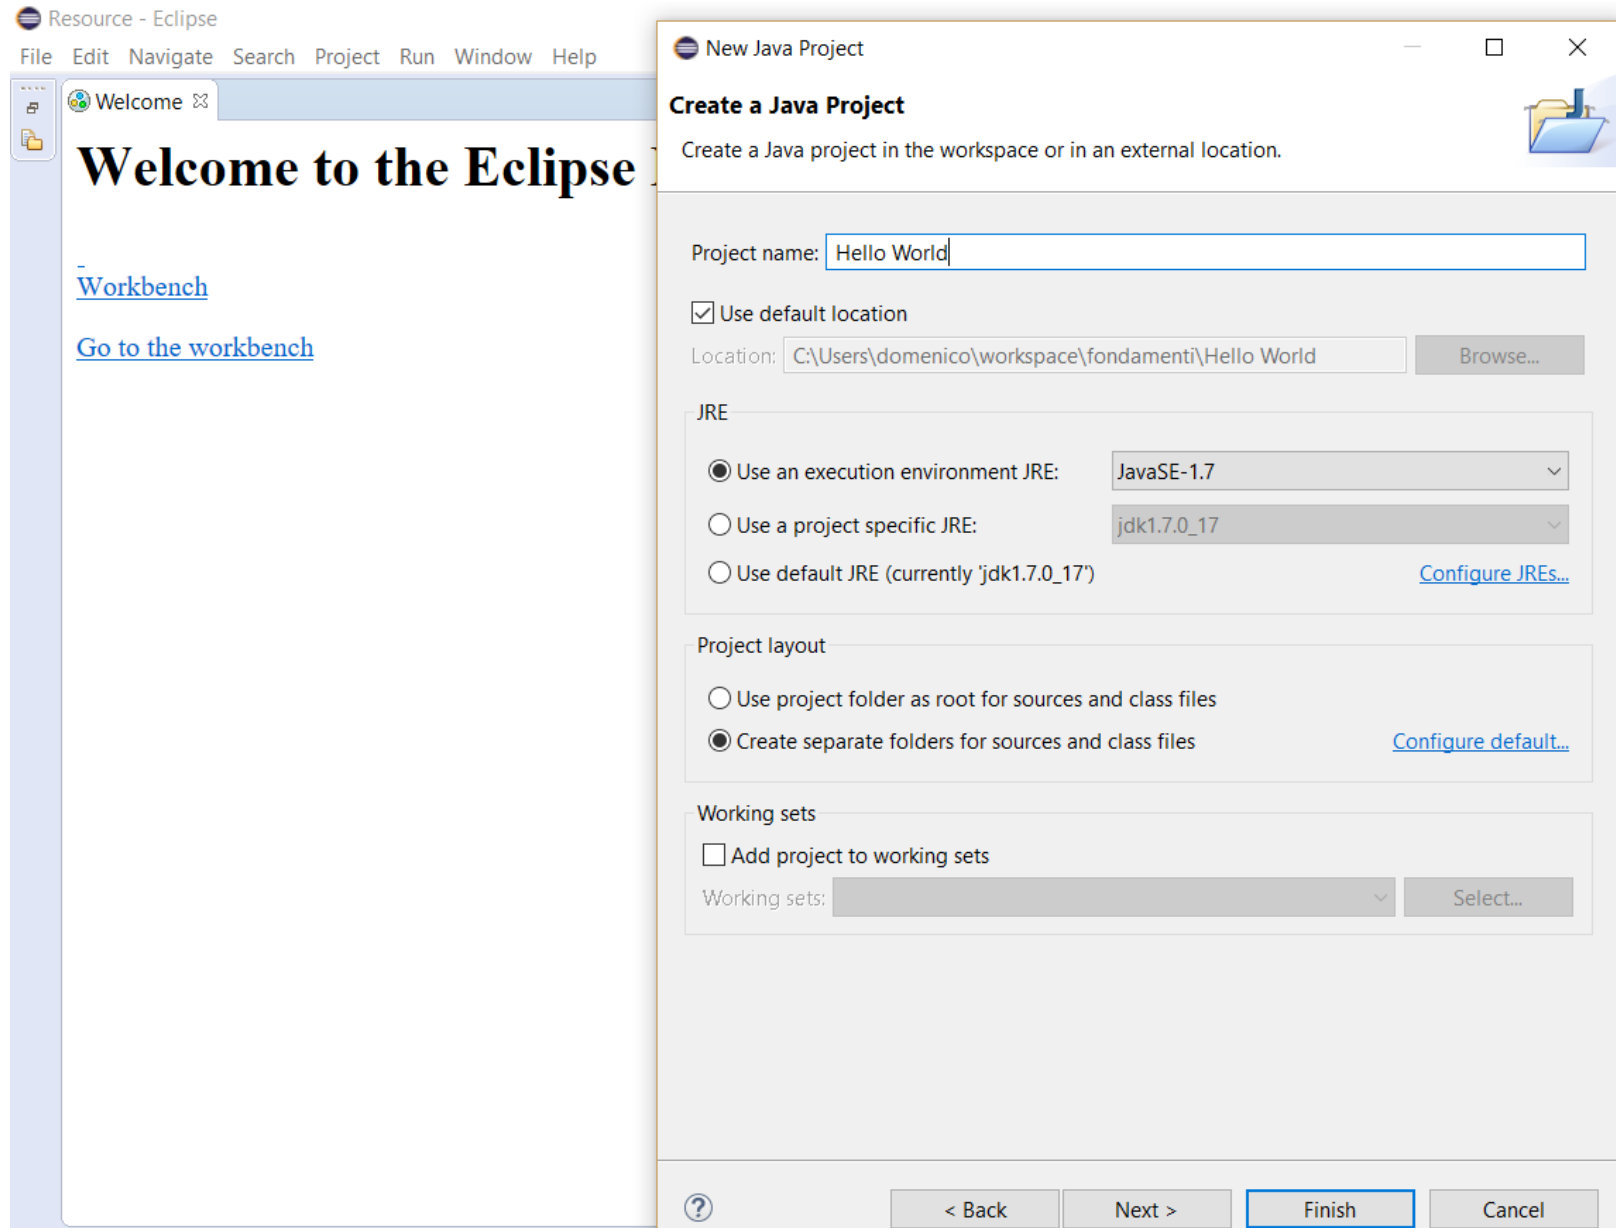 Resource - Eclipse
File Edit Navigate Search Project Run Window Help
Welcome
Welcome to the Eclipse
Workbench
Go to the workbench
New Java Project
Create a Java Project
Create a Java project in the workspace or in an external location.
Project name: Hello World
Use default location
Location: C:\Users\domenico\workspace\fondamenti\Hello World Browse...
JRE
Use an execution environment JRE: JavaSE-1.7
Use a project specific JRE: jdk1.7.0_17
Use default JRE (currently 'jdk1.7.0_17') Configure JREs...
Project layout
Use project folder as root for sources and class files
Create separate folders for sources and class files Configure default...
Working sets
Add project to working sets
Working sets: Select...
? < Back Next > Finish Cancel